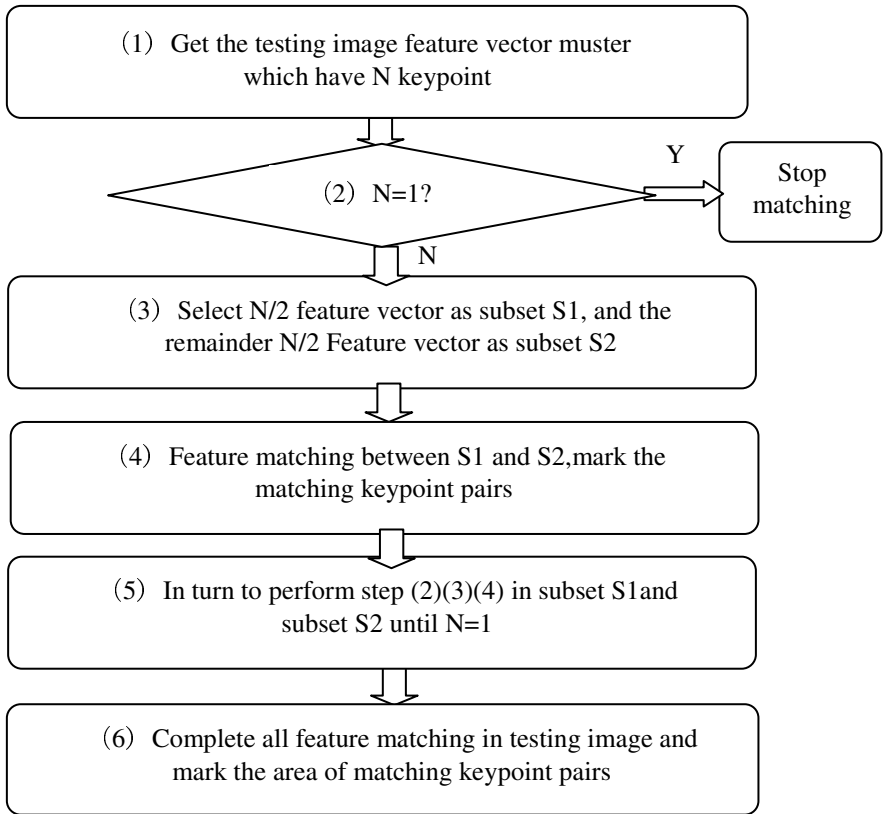 （1）Get the testing image feature vector muster
which have N keypoint
（2）N=1?
Y
Stop
matching
N
（3）Select N/2 feature vector as subset S1, and the
remainder N/2 Feature vector as subset S2
（4）Feature matching between S1 and S2,mark the
matching keypoint pairs
（5）In turn to perform step (2)(3)(4) in subset S1and
subset S2 until N=1
（6）Complete all feature matching in testing image and
mark the area of matching keypoint pairs